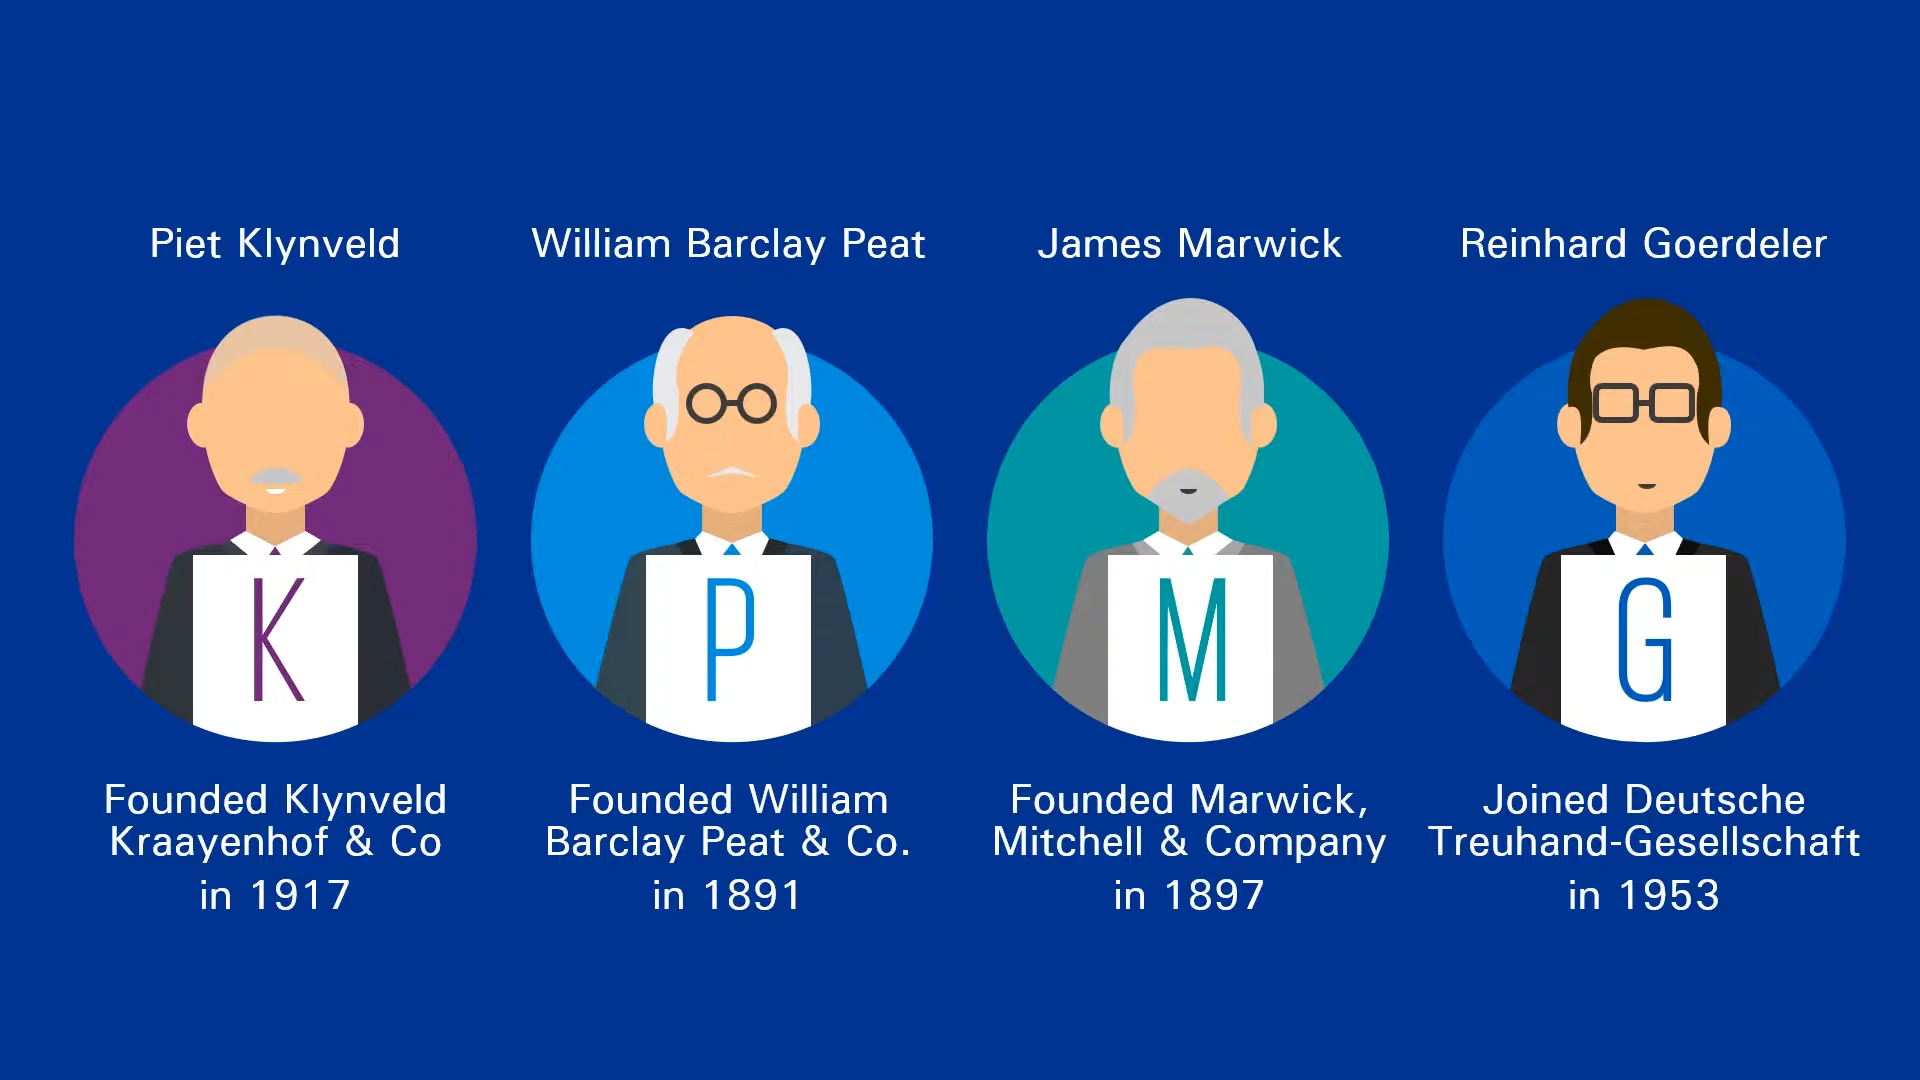 Piet Klynveld
William Barclay Peat
James Marwick
Reinhard Goerdeler
K
P
M
G
Founded Klynveld
Kraayenhof & Co
in 1917
Founded William
Barclay Peat & Co.
in 1891
Founded Marwick,
Mitchell & Company
in 1897
Joined Deutsche
Treuhand-Gesellschaft
in 1953